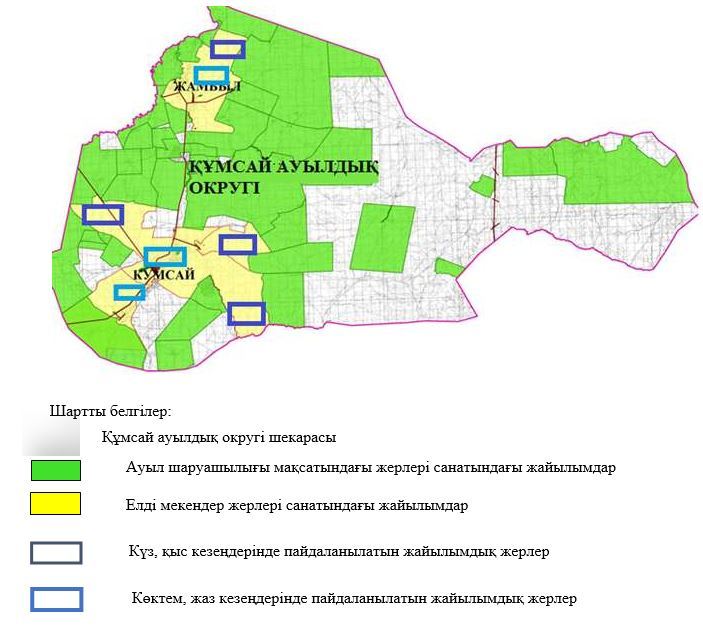 ЖАМБЫЛ
ҚҰМСАЙ АУЫЛДЫҚ
ОКРУГІ
КУМСАЙ
Шартты белгілер:
Құмсай ауылдық округі шекарасы
Ауыл шаруашылығы мақсатындағы жерлері санатындағы жайылымдар
Елді мекендер жерлері санатындағы жайылымдар
Күз, қыс кезеңдерінде пайдаланылатын жайылымдық жерлер
Көктем, жаз кезеңдерінде пайдаланылатын жайылымдық жерлер